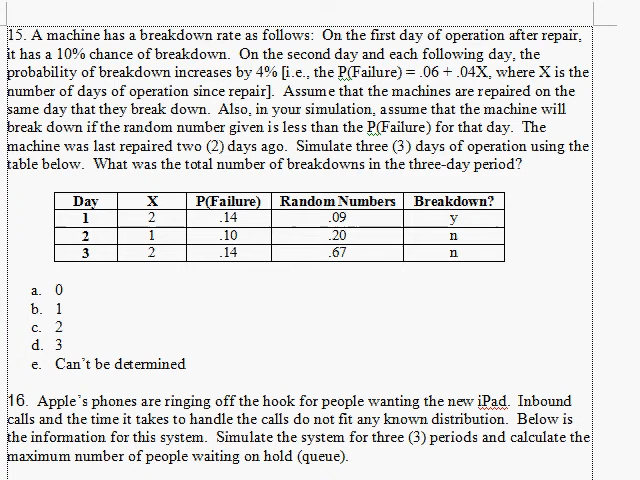 15. A machine has a breakdown rate as follows: On the first day of operation after repair,
it has a 10% chance of breakdown. On the second day and each following day, the
probability of breakdown increases by 4% [i.e., the P(Failure) = .06 + .04X, where X is the
number of days of operation since repair]. Assume that the machines are repaired on the
same day that they break down. Also, in your simulation, assume that the machine will
break down if the random number given is less than the P(Failure) for that day. The
machine was last repaired two (2) days ago. Simulate three (3) days of operation using the
table below. What was the total number of breakdowns in the three-day period?
Day X P(Failure) Random Numbers Breakdown?
1 2 .14 .09 y
2 1 .10 .20 n
3 2 .14 .67 n
a. 0
b. 1
c. 2
d. 3
e. Can't be determined
16. Apple's phones are ringing off the hook for people wanting the new iPad. Inbound
calls and the time it takes to handle the calls do not fit any known distribution. Below is
the information for this system. Simulate the system for three (3) periods and calculate the
maximum number of people waiting on hold (queue).